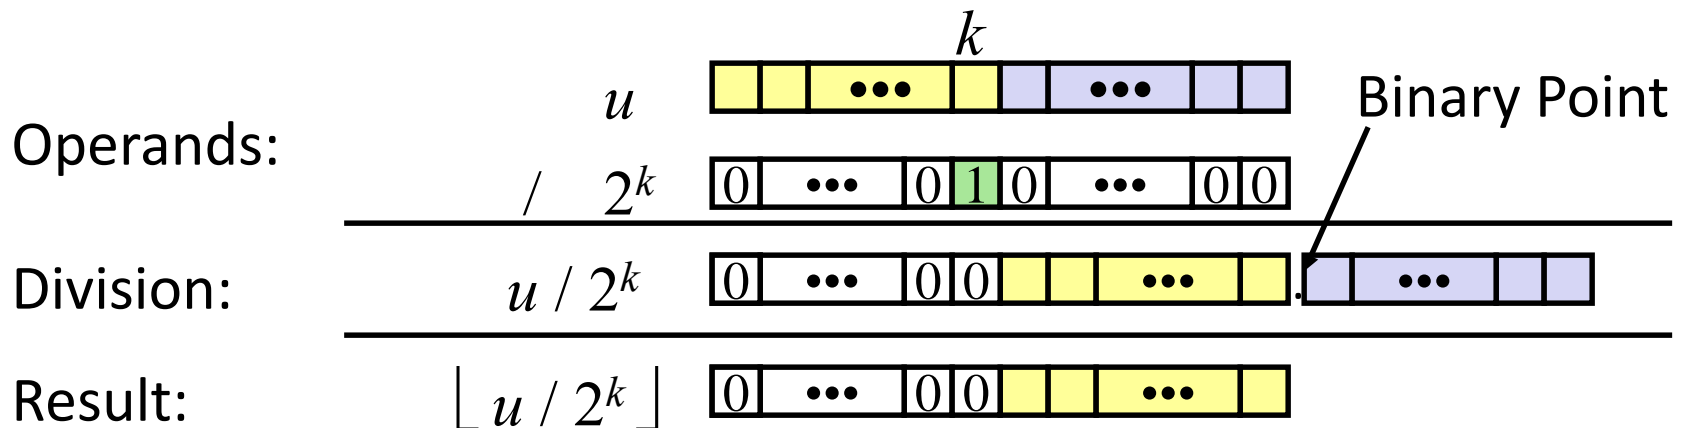 k
u ••• •••
Binary Point
Operands:
/ 2^k 0 ••• 0 1 0 ••• 0 0
Division: u / 2^k 0 ••• 0 0 ••• . •••
Result: ⌊ u / 2^k ⌋ 0 ••• 0 0 •••